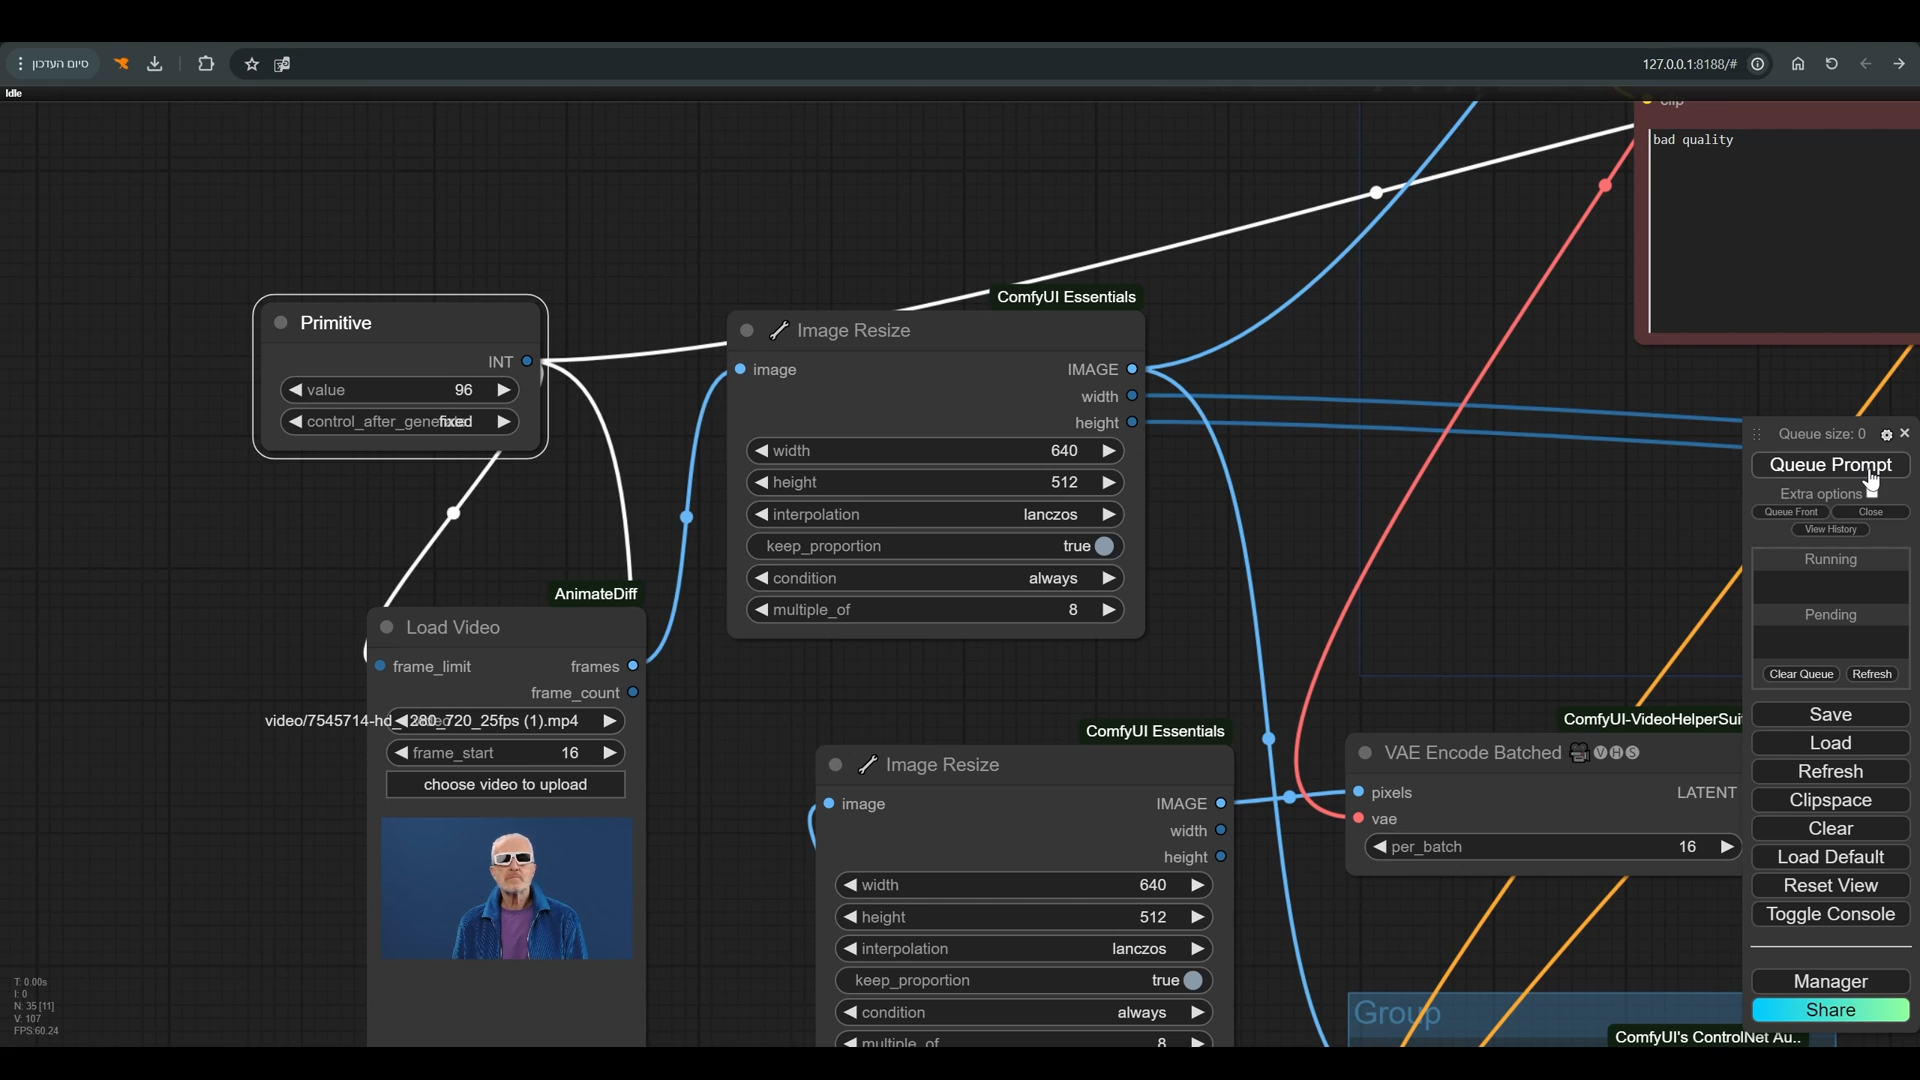 סיום העדכון
127.0.0.1:8188/#
Idle
clip
bad quality
ComfyUI Essentials
Primitive
INT
value 96
control_after_generate fixed
Image Resize
image
IMAGE
width
height
width 640
height 512
interpolation lanczos
keep_proportion true
condition always
multiple_of 8
AnimateDiff
Load Video
frame_limit
frames
frame_count
video/7545714-hd_1280_720_25fps (1).mp4
frame_start 16
choose video to upload
ComfyUI Essentials
Image Resize
image
IMAGE
width
height
width 640
height 512
interpolation lanczos
keep_proportion true
condition always
multiple_of 8
ComfyUI-VideoHelperSui
VAE Encode Batched VHS
pixels
LATENT
vae
per_batch 16
Group
ComfyUI's ControlNet Au..
Queue size: 0
Queue Prompt
Extra options
Queue Front
Close
View History
Running
Pending
Clear Queue
Refresh
Save
Load
Refresh
Clipspace
Clear
Load Default
Reset View
Toggle Console
Manager
Share
T: 0.00s
I: 0
N: 35 [11]
V: 107
FPS:60.24